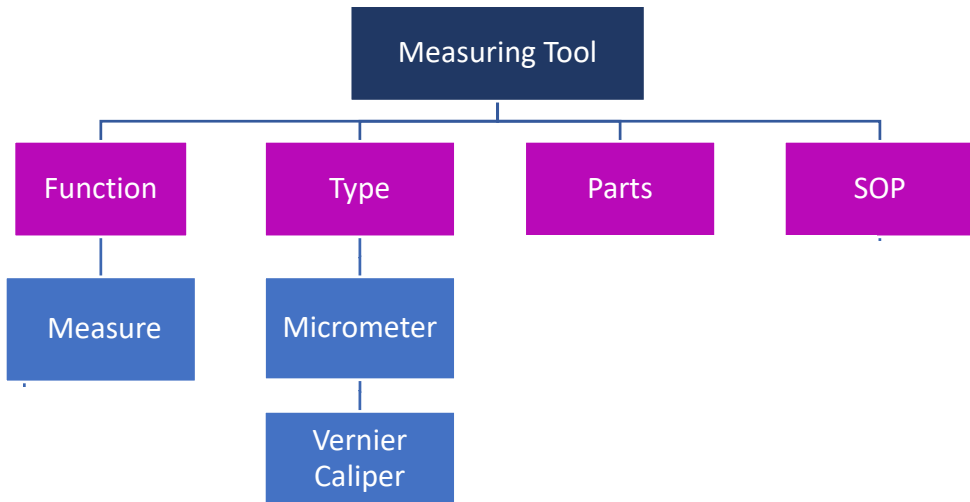 Measuring Tool
Function
Type
Parts
SOP
Measure
Micrometer
Vernier
Caliper